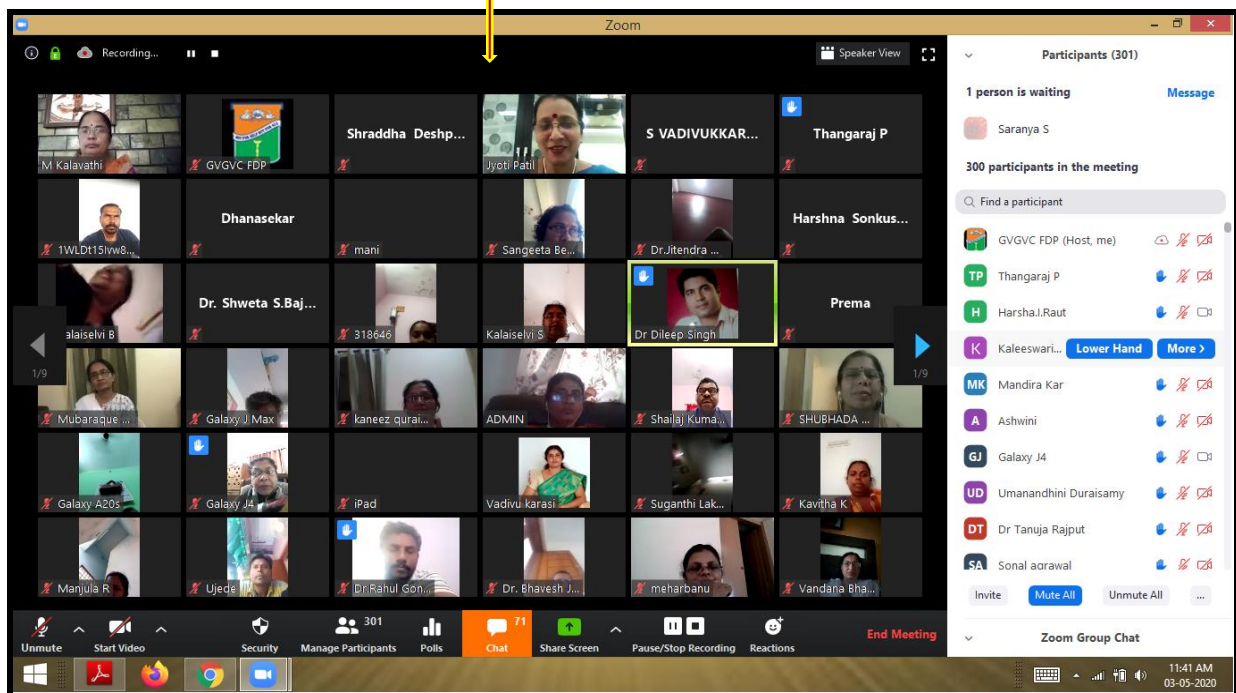 Zoom
Recording...
Speaker View
M Kalavathi
GVGVC FDP
Shraddha Deshp...
Jyoti Patil
S VADIVUKKAR...
Thangaraj P
1WLDt15lvw8...
Dhanasekar
mani
Sangeeta Be...
Dr.Jitendra ...
Harshna Sonkus...
alaiselvi B
Dr. Shweta S.Baj...
318646
Kalaiselvi S
Dr Dileep Singh
Prema
1/9
1/9
Mubaraque ...
Galaxy J Max
kaneez qurai...
ADMIN
Shailaj Kuma...
SHUBHADA ...
Galaxy A20s
Galaxy J4
iPad
Vadivu karasi
Suganthi Lak...
Kavitha K
Manjula R
Ujede
Dr.Rahul Gon...
Dr. Bhavesh J...
meharbanu
Vandana Bha...
Unmute
Start Video
Security
301
Manage Participants
Polls
71
Chat
Share Screen
Pause/Stop Recording
Reactions
End Meeting
Participants (301)
1 person is waiting
Message
Saranya S
300 participants in the meeting
Find a participant
GVGVC FDP (Host, me)
TP Thangaraj P
H Harsha.I.Raut
K Kaleeswari... Lower Hand More >
MK Mandira Kar
A Ashwini
GJ Galaxy J4
UD Umanandhini Duraisamy
DT Dr Tanuja Rajput
SA Sonal agrawal
Invite
Mute All
Unmute All
...
Zoom Group Chat
11:41 AM
03-05-2020